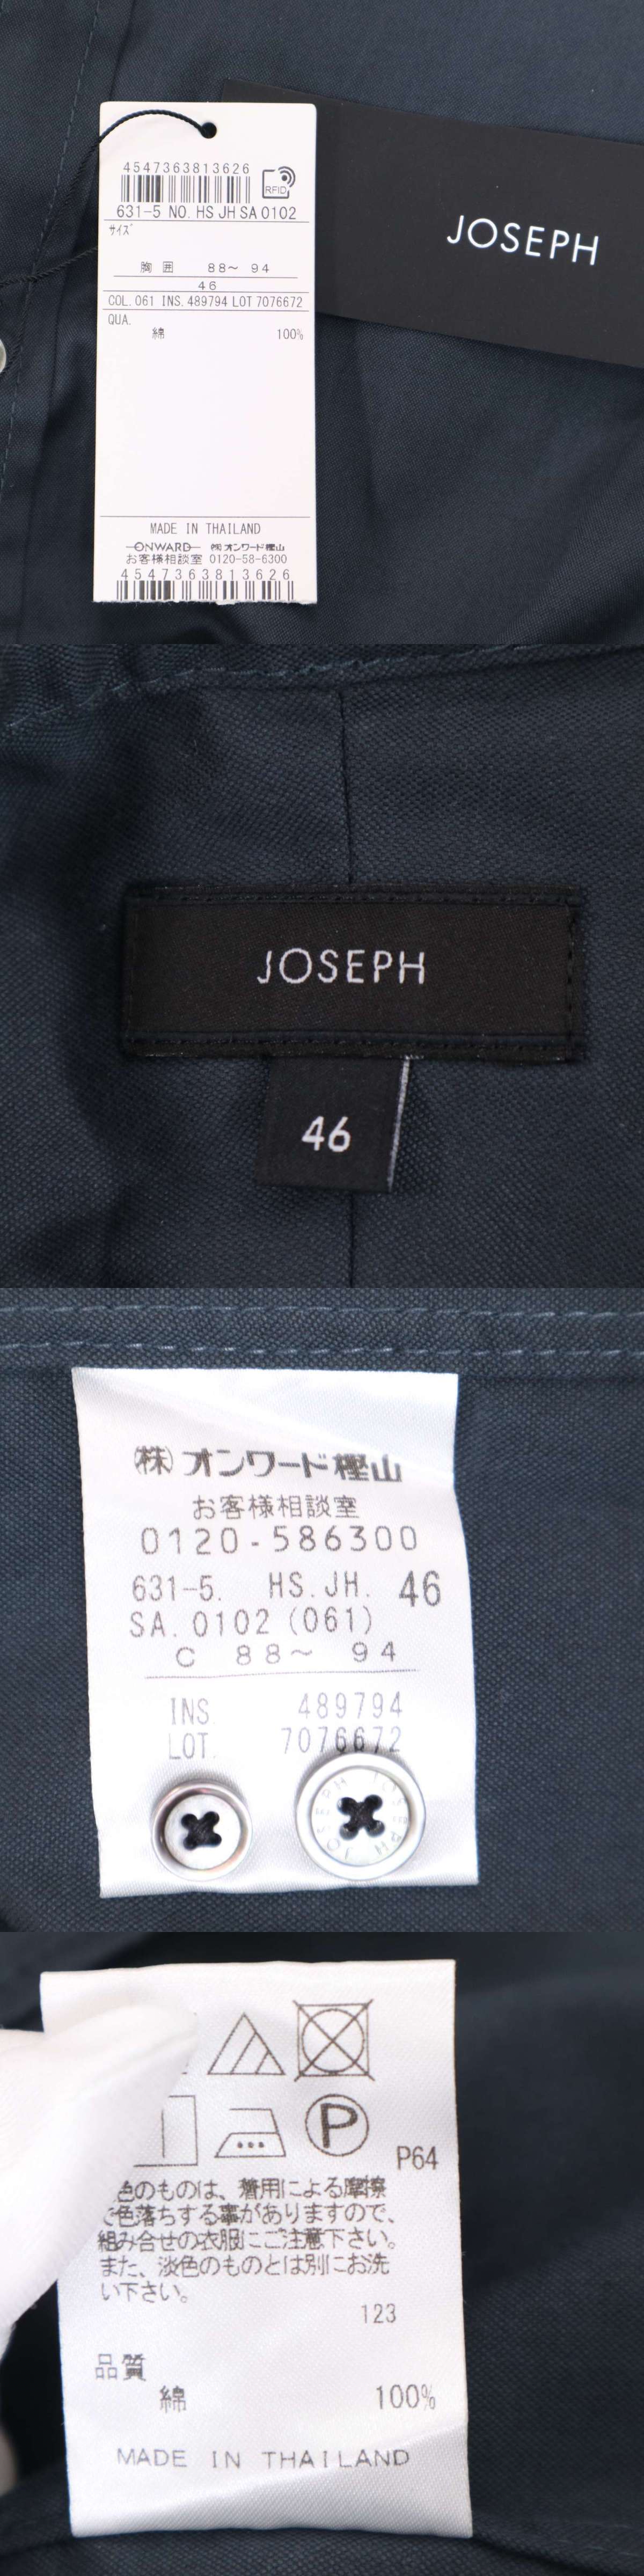 4547363813626
RFID
631-5 NO. HS JH SA 0102
サイズ
胸 囲 88～ 94
46
COL. 061 INS. 489794 LOT 7076672
QUA.
綿 100%
MADE IN THAILAND
ONWARD ㈱オンワード樫山
お客様相談室 0120-58-6300
4547363813626
JOSEPH
JOSEPH
46
㈱オンワード樫山
お客様相談室
0120-586300
631-5. HS.JH. 46
SA.0102 (061)
C 88～ 94
INS 489794
LOT. 7076672
P
P64
色のものは、着用による摩擦
で色落ちする事がありますので、
組み合せの衣服にご注意下さい。
また、淡色のものとは別にお洗
い下さい。
123
品質
綿 100%
MADE IN THAILAND